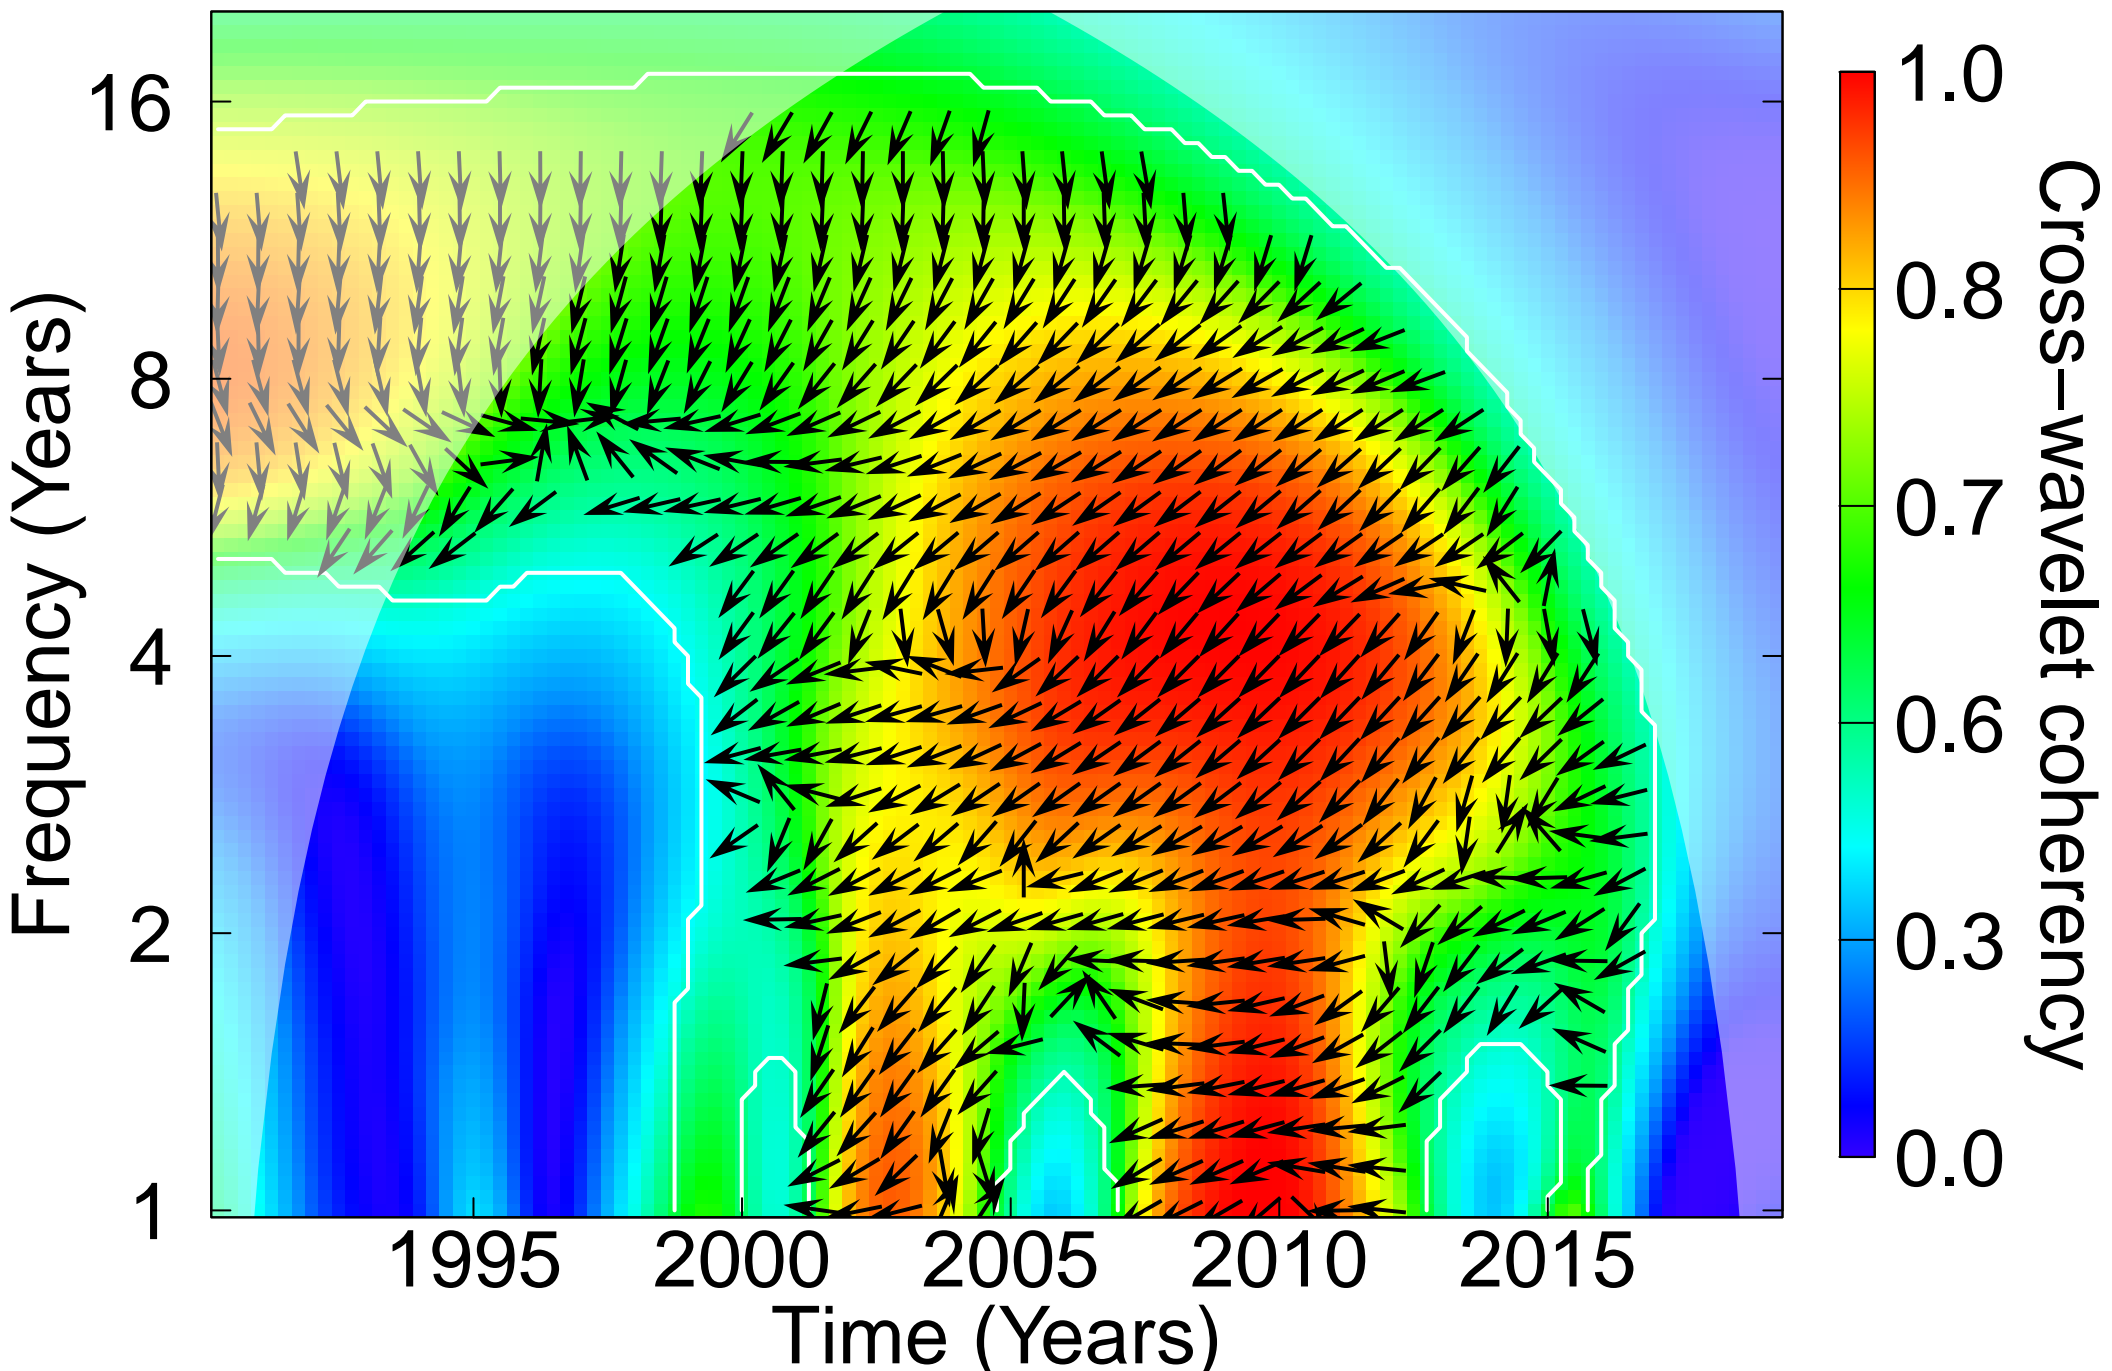 Frequency (Years)
16
8
4
2
1
1995 2000 2005 2010 2015
Time (Years)
1.0
0.8
0.7
0.6
0.3
0.0
Cross−wavelet coherency